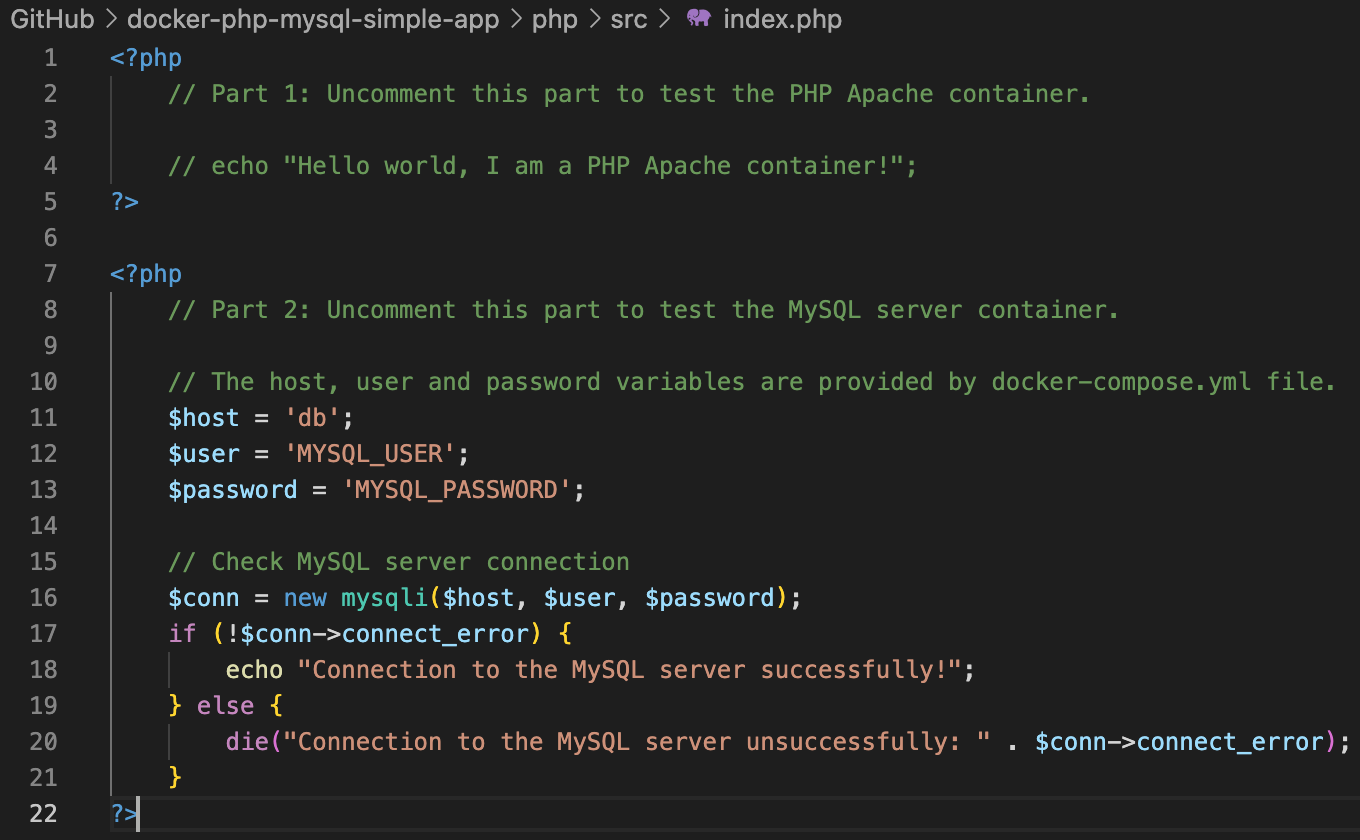 GitHub > docker-php-mysql-simple-app > php > src > index.php
1 <?php
2     // Part 1: Uncomment this part to test the PHP Apache container.
3
4     // echo "Hello world, I am a PHP Apache container!";
5 ?>
6
7 <?php
8     // Part 2: Uncomment this part to test the MySQL server container.
9
10     // The host, user and password variables are provided by docker-compose.yml file.
11     $host = 'db';
12     $user = 'MYSQL_USER';
13     $password = 'MYSQL_PASSWORD';
14
15     // Check MySQL server connection
16     $conn = new mysqli($host, $user, $password);
17     if (!$conn->connect_error) {
18         echo "Connection to the MySQL server successfully!";
19     } else {
20         die("Connection to the MySQL server unsuccessfully: " . $conn->connect_error);
21     }
22 ?>